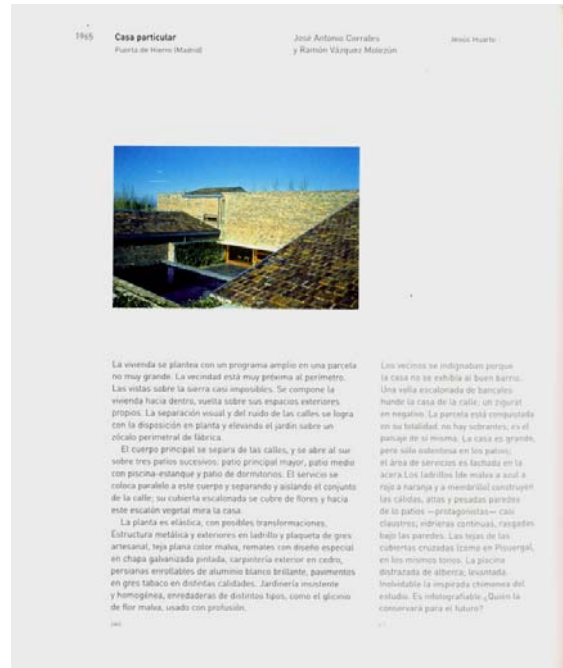 1965
Casa particular
Puerta de Hierro (Madrid)
José Antonio Corrales
y Ramón Vázquez Molezún
Jesús Huarte
La vivienda se plantea con un programa amplio en una parcela
no muy grande. La vecindad está muy próxima al perímetro.
Las vistas sobre la sierra casi imposibles. Se compone la
vivienda hacia dentro, vuelta sobre sus espacios exteriores
propios. La separación visual y del ruido de las calles se logra
con la disposición en planta y elevando el jardín sobre un
zócalo perimetral de fábrica.
El cuerpo principal se separa de las calles, y se abre al sur
sobre tres patios sucesivos: patio principal mayor, patio medio
con piscina-estanque y patio de dormitorios. El servicio se
coloca paralelo a este cuerpo y separando y aislando el conjunto
de la calle; su cubierta escalonada se cubre de flores y hacia
este escalón vegetal mira la casa.
La planta es elástica, con posibles transformaciones.
Estructura metálica y exteriores en ladrillo y plaqueta de gres
artesanal, teja plana color malva, remates con diseño especial
en chapa galvanizada pintada, carpintería exterior en cedro,
persianas enrollables de aluminio blanco brillante, pavimentos
en gres tabaco en distintas calidades. Jardinería insistente
y homogénea, enredaderas de distintos tipos, como el glicinio
de flor malva, usado con profusión.
Los vecinos se indignaban porque
la casa no se exhibía al buen barrio.
Una valla escalonada de bancales
hunde la casa de la calle; un zigurat
en negativo. La parcela está conquistada
en su totalidad, no hay sobrantes; es el
paisaje de sí misma. La casa es grande,
pero sólo ostentosa en los patios;
el área de servicios es fachada en la
acera. Los ladrillos (de malva a azul a
rojo a naranja y a membrillo) construyen
las cálidas, altas y pesadas paredes
de lo patios —protagonistas— casi
claustros; vidrieras continuas, rasgadas
bajo las paredes. Las tejas de las
cubiertas cruzadas (como en Pisuerga),
en los mismos tonos. La piscina
disfrazada de alberca; levantada.
Inolvidable la inspirada chimenea del
estudio. Es infotografiable. ¿Quién la
conservará para el futuro?